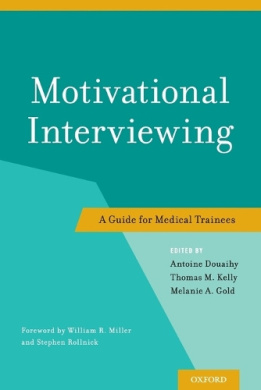 Motivational
Interviewing
A Guide for Medical Trainees
EDITED BY
Antoine Douaihy
Thomas M. Kelly
Melanie A. Gold
Foreword by William R. Miller
and Stephen Rollnick
OXFORD